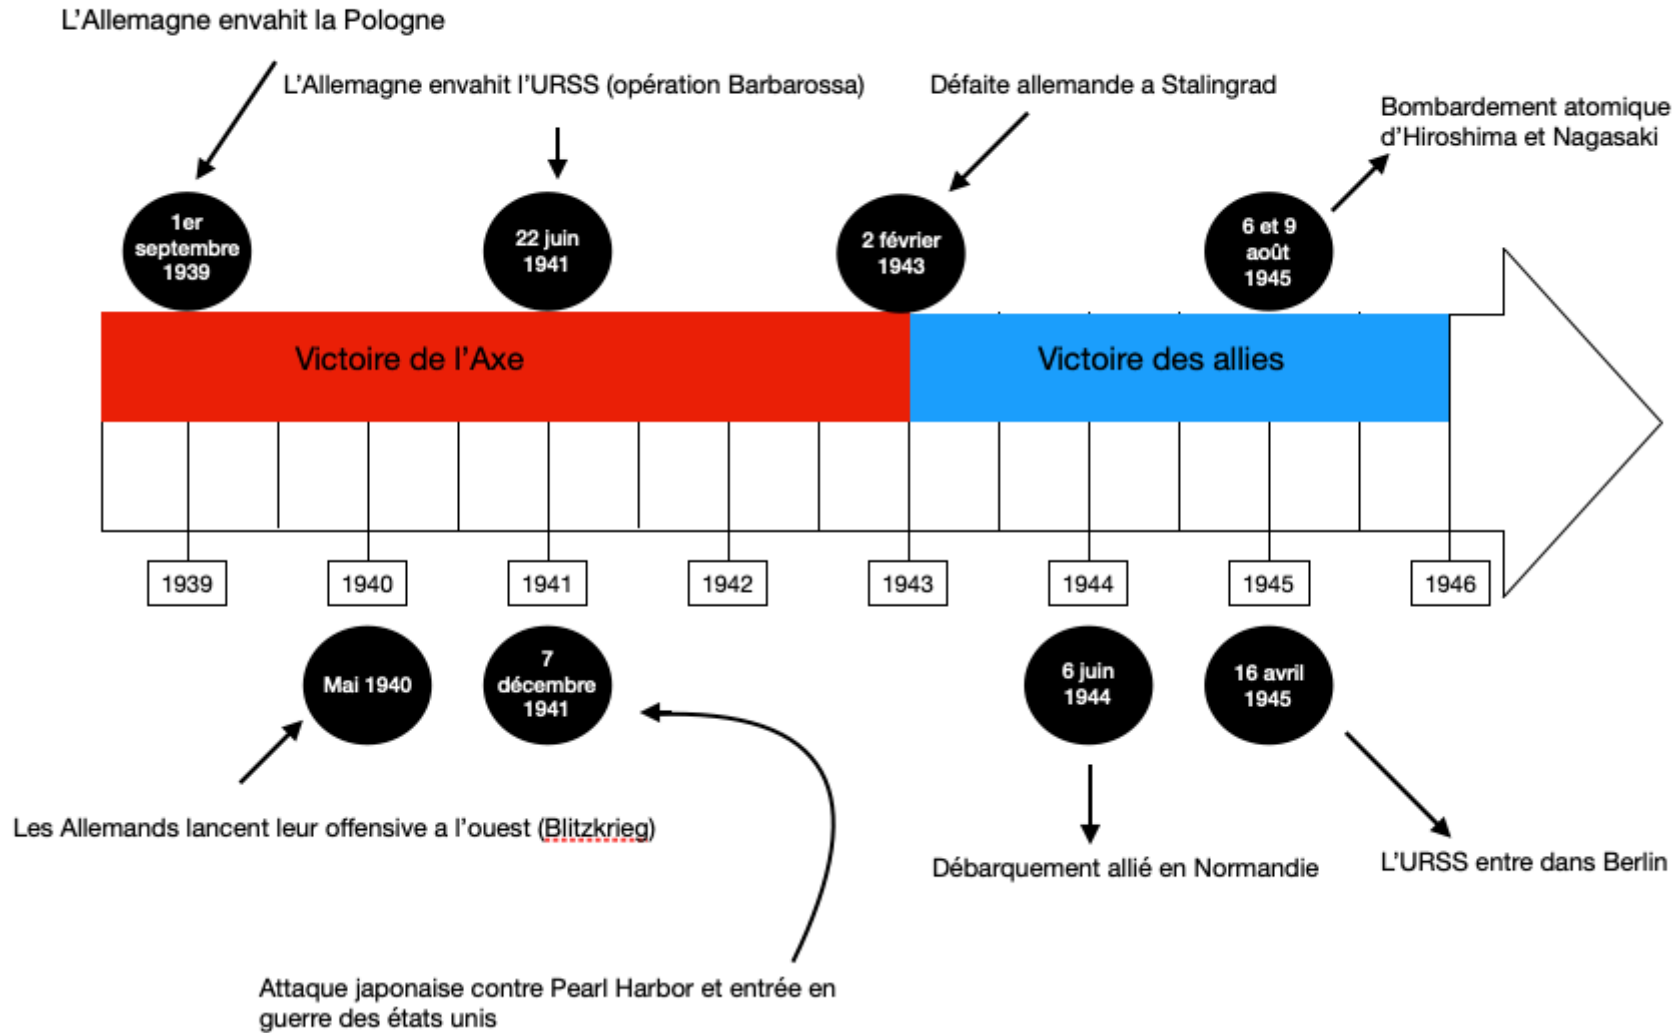 L'Allemagne envahit la Pologne
L'Allemagne envahit l'URSS (opération Barbarossa)
Défaite allemande a Stalingrad
Bombardement atomique
d'Hiroshima et Nagasaki
1er
septembre
1939
22 juin
1941
2 février
1943
6 et 9
août
1945
Victoire de l'Axe
Victoire des allies
1939
1940
1941
1942
1943
1944
1945
1946
Mai 1940
7
décembre
1941
6 juin
1944
16 avril
1945
Les Allemands lancent leur offensive a l'ouest (Blitzkrieg)
Débarquement allié en Normandie
L'URSS entre dans Berlin
Attaque japonaise contre Pearl Harbor et entrée en
guerre des états unis